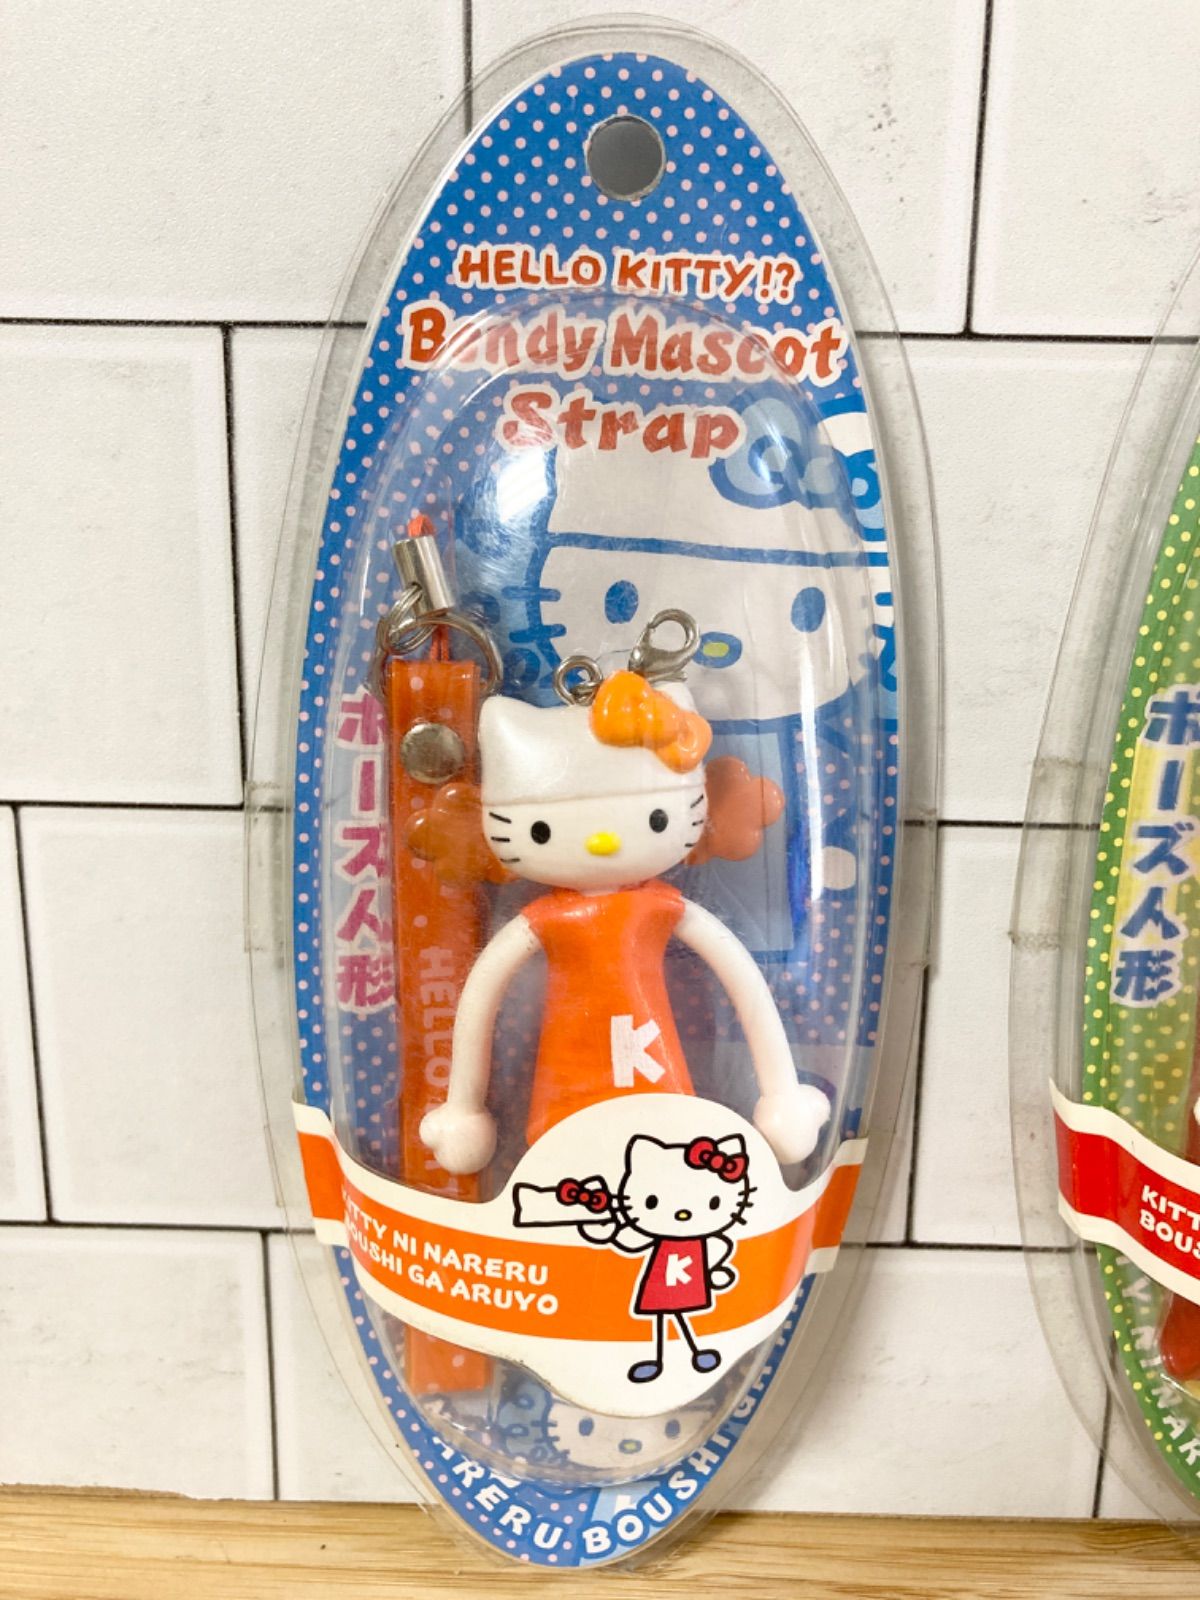 HELLO KITTY!?
Bendy Mascot
Strap
ポーズ人形
HELLO
K
KITTY NI NARERU
BOUSHI GA ARUYO
K
NARERU BOUSHI GA
ポーズ人形
KITT
BOUS